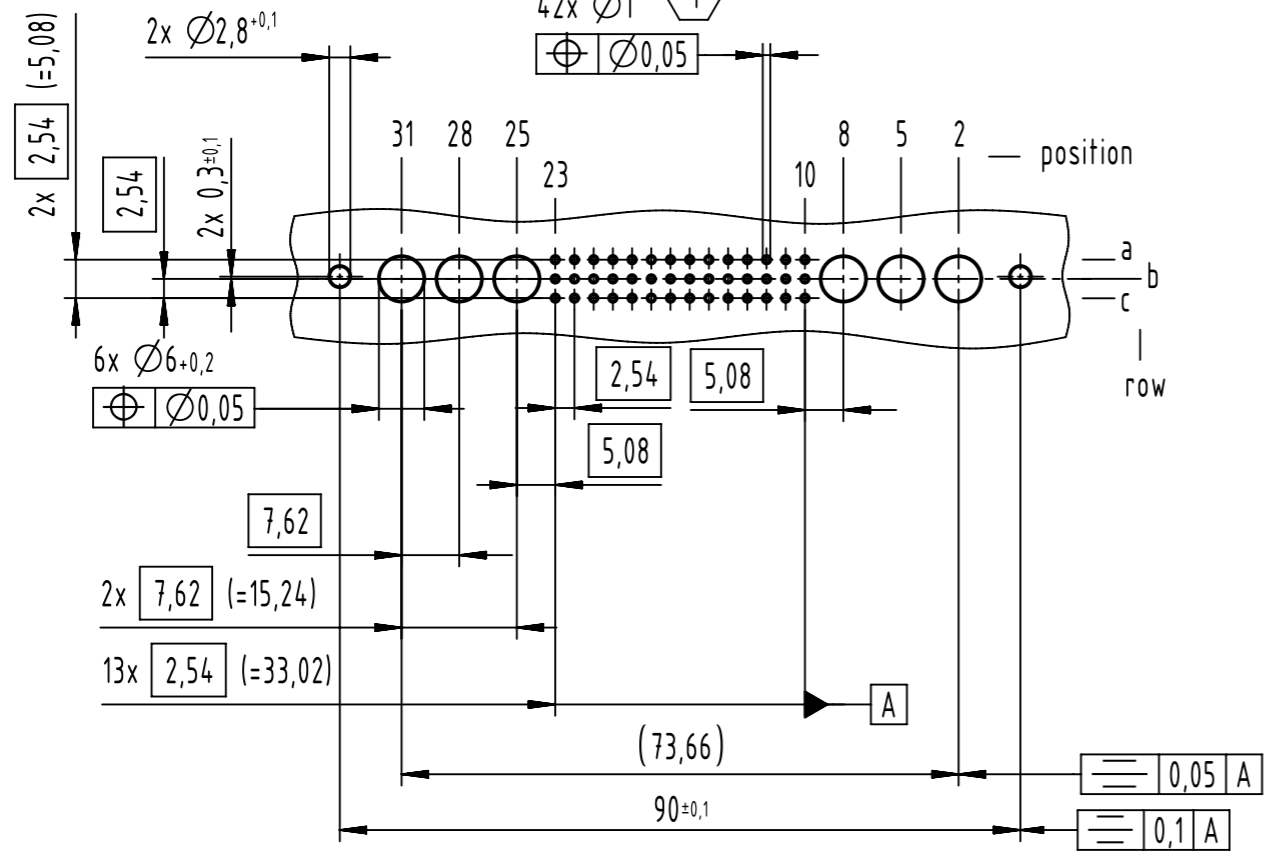 42x Ø1 1
⌖ Ø0,05
2x Ø2,8+0,1
2x 2,54 (=5,08)
2,54
2x 0,3±0,1
31 28 25 8 5 2 — position
23 10
a
b
c
row
6x Ø6+0,2
⌖ Ø0,05
2,54 5,08
5,08
7,62
2x 7,62 (=15,24)
13x 2,54 (=33,02)
A
(73,66)
⌯ 0,05 A
90±0,1
⌯ 0,1 A